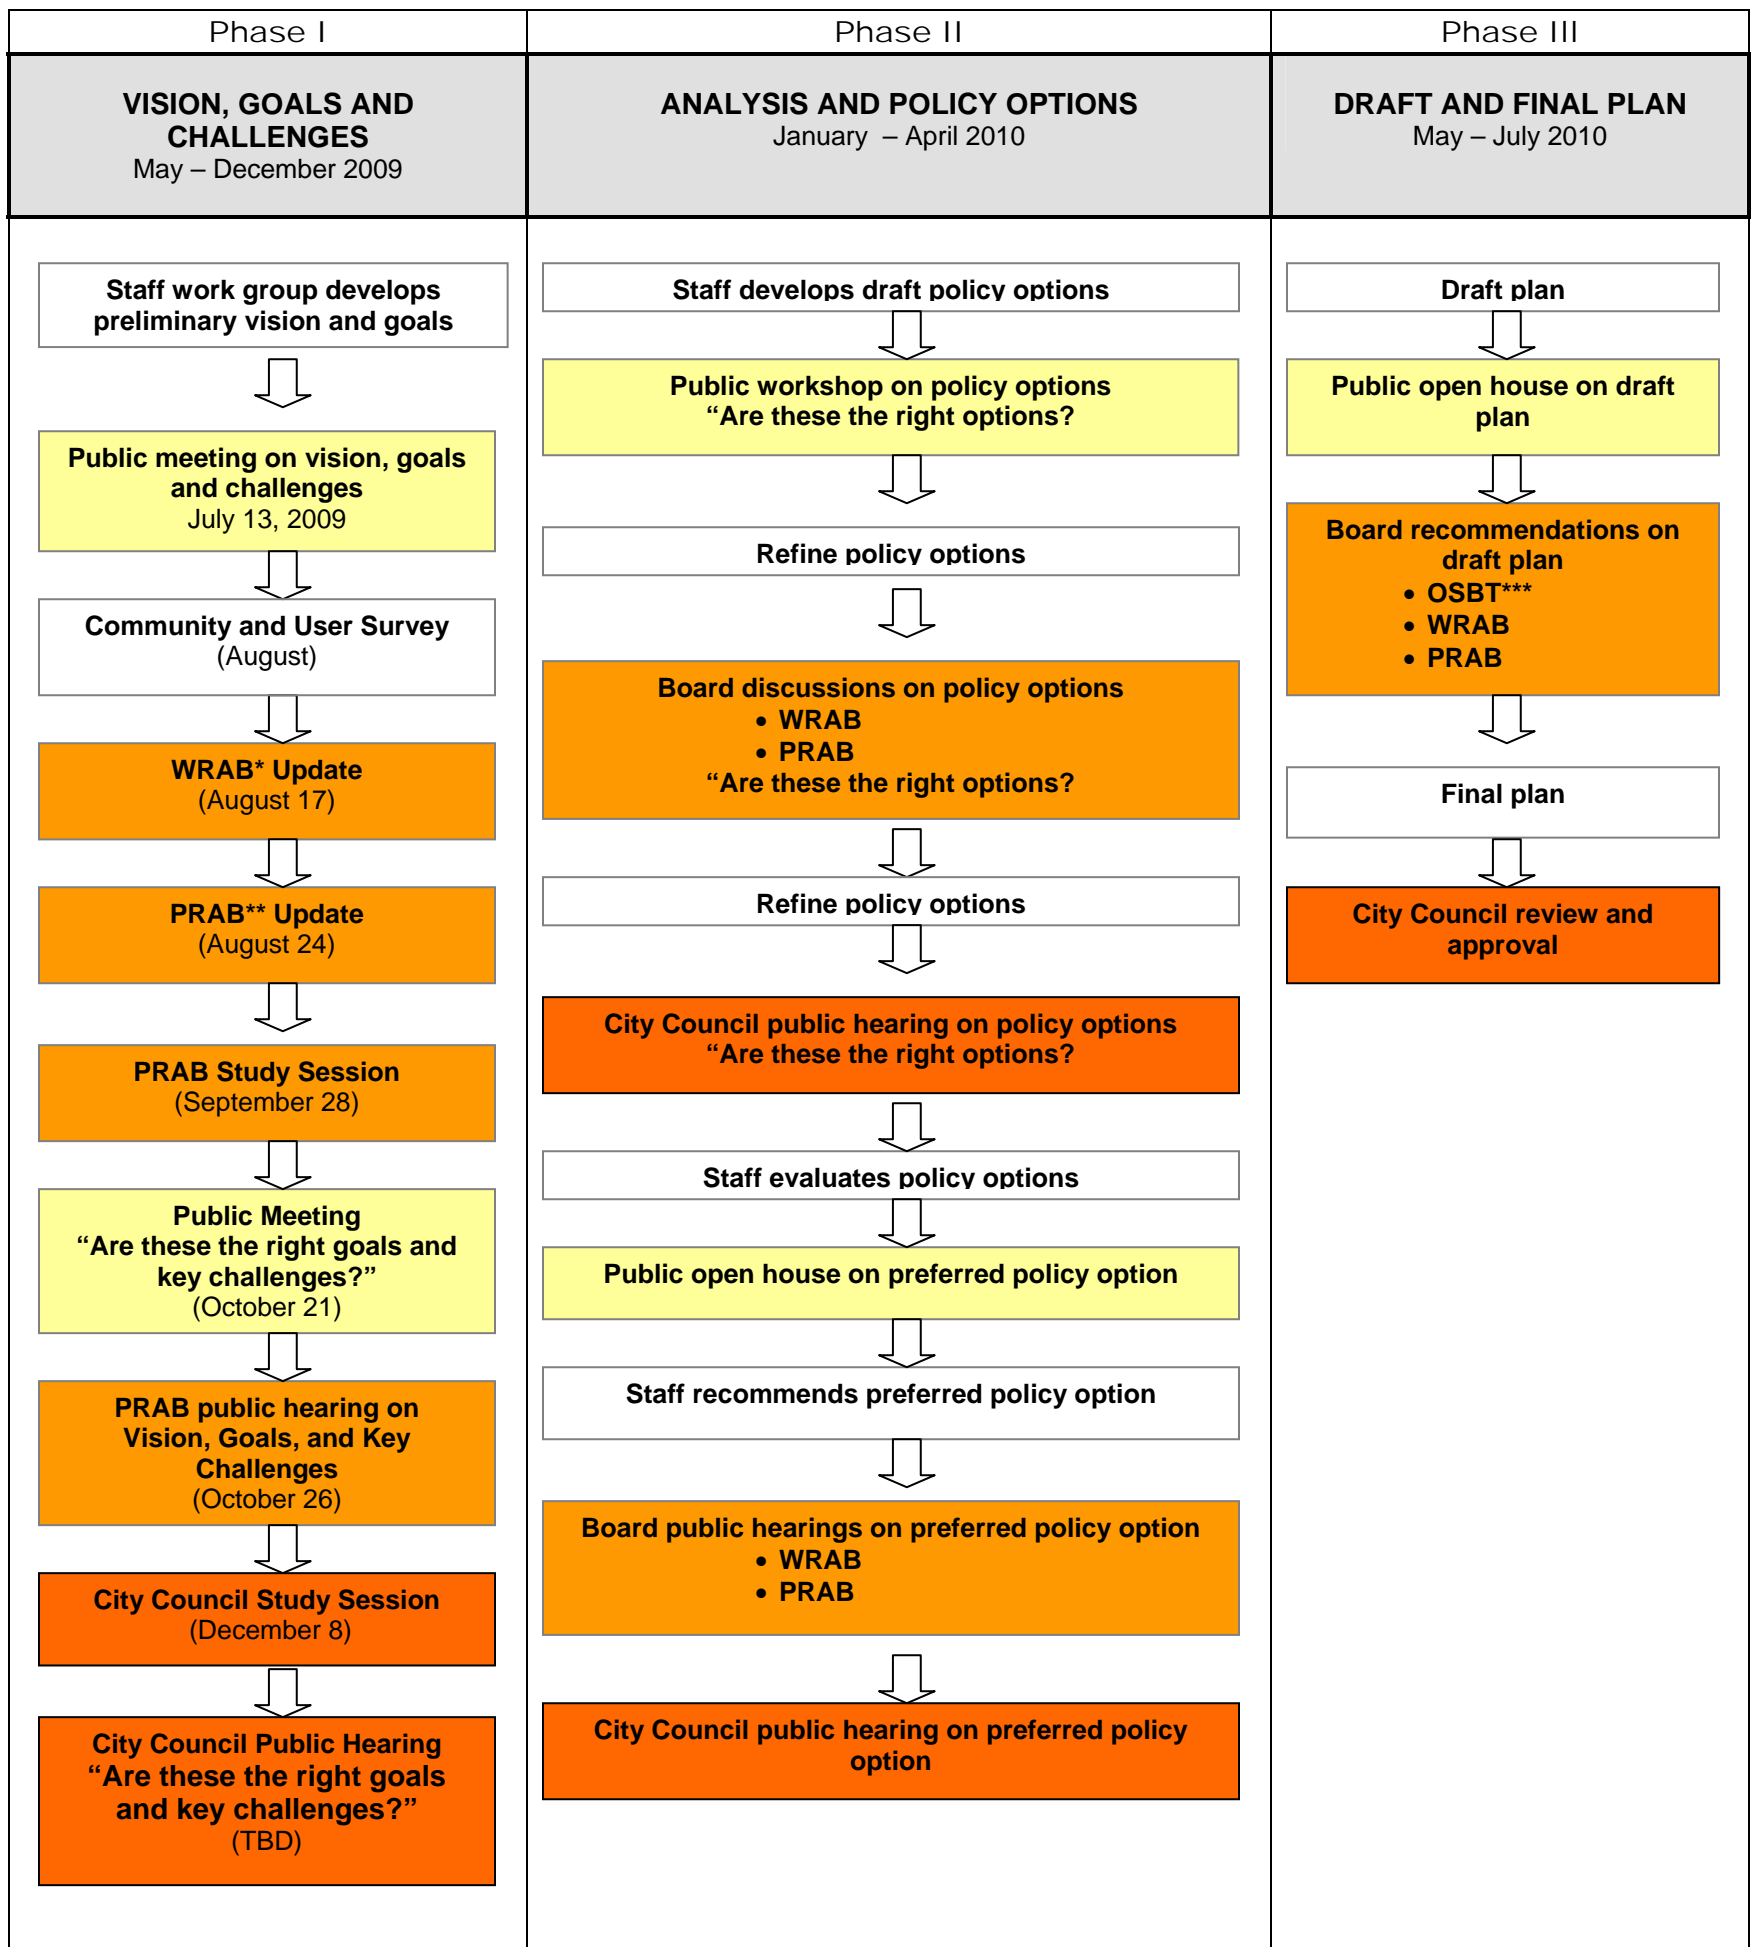 Phase I
Phase II
Phase III
VISION, GOALS AND
CHALLENGES
May – December 2009
ANALYSIS AND POLICY OPTIONS
January – April 2010
DRAFT AND FINAL PLAN
May – July 2010
Staff work group develops
preliminary vision and goals
Public meeting on vision, goals
and challenges
July 13, 2009
Community and User Survey
(August)
WRAB* Update
(August 17)
PRAB** Update
(August 24)
PRAB Study Session
(September 28)
Public Meeting
“Are these the right goals and
key challenges?”
(October 21)
PRAB public hearing on
Vision, Goals, and Key
Challenges
(October 26)
City Council Study Session
(December 8)
City Council Public Hearing
“Are these the right goals
and key challenges?”
(TBD)
Staff develops draft policy options
Public workshop on policy options
“Are these the right options?
Refine policy options
Board discussions on policy options
• WRAB
• PRAB
“Are these the right options?
Refine policy options
City Council public hearing on policy options
“Are these the right options?
Staff evaluates policy options
Public open house on preferred policy option
Staff recommends preferred policy option
Board public hearings on preferred policy option
• WRAB
• PRAB
City Council public hearing on preferred policy
option
Draft plan
Public open house on draft
plan
Board recommendations on
draft plan
• OSBT***
• WRAB
• PRAB
Final plan
City Council review and
approval